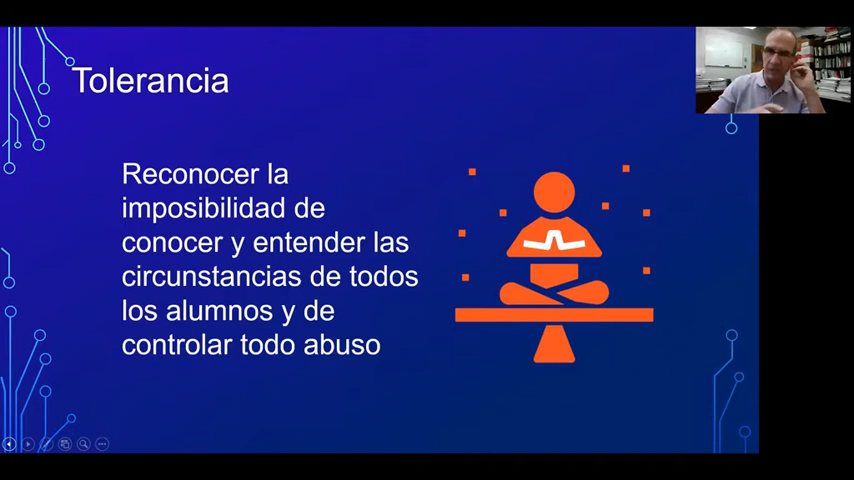 Tolerancia
Reconocer la
imposibilidad de
conocer y entender las
circunstancias de todos
los alumnos y de
controlar todo abuso